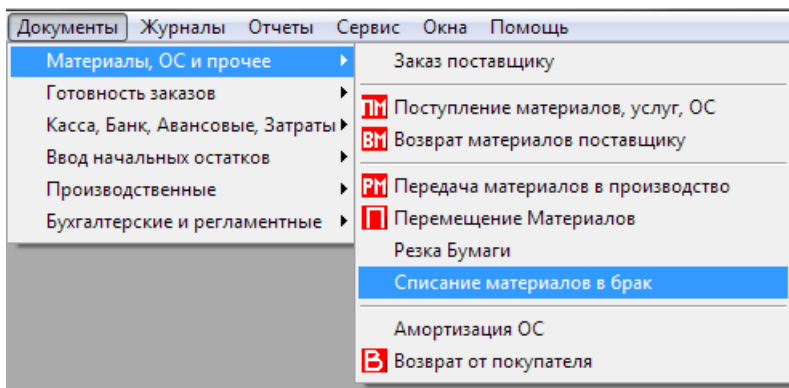 Документы Журналы Отчеты Сервис Окна Помощь
Материалы, ОС и прочее
Готовность заказов
Касса, Банк, Авансовые, Затраты
Ввод начальных остатков
Производственные
Бухгалтерские и регламентные
Заказ поставщику
ПМ Поступление материалов, услуг, ОС
ВМ Возврат материалов поставщику
РМ Передача материалов в производство
П Перемещение Материалов
Резка Бумаги
Списание материалов в брак
Амортизация ОС
В Возврат от покупателя